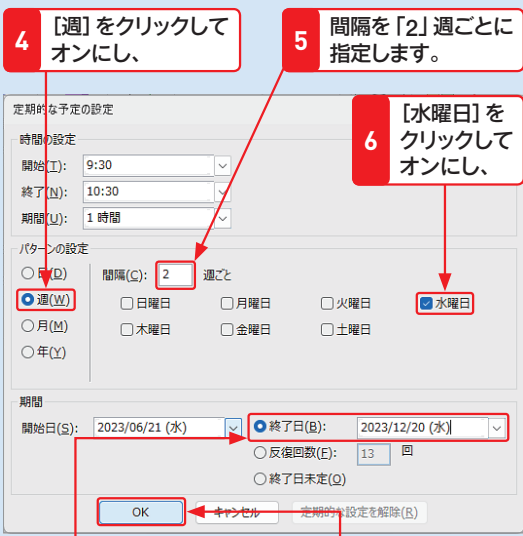 4
[週]をクリックして
オンにし、
5
間隔を「2」週ごとに
指定します。
6
[水曜日]を
クリックして
オンにし、
定期的な予定の設定
時間の設定
開始(T): 9:30
終了(N): 10:30
期間(U): 1 時間
パターンの設定
日(D) 間隔(C): 2 週ごと
週(W) 日曜日 月曜日 火曜日 水曜日
月(M) 木曜日 金曜日 土曜日
年(Y)
期間
開始日(S): 2023/06/21 (水) 終了日(B): 2023/12/20 (水)
反復回数(F): 13 回
終了日未定(O)
OK キャンセル 定期的な設定を解除(R)